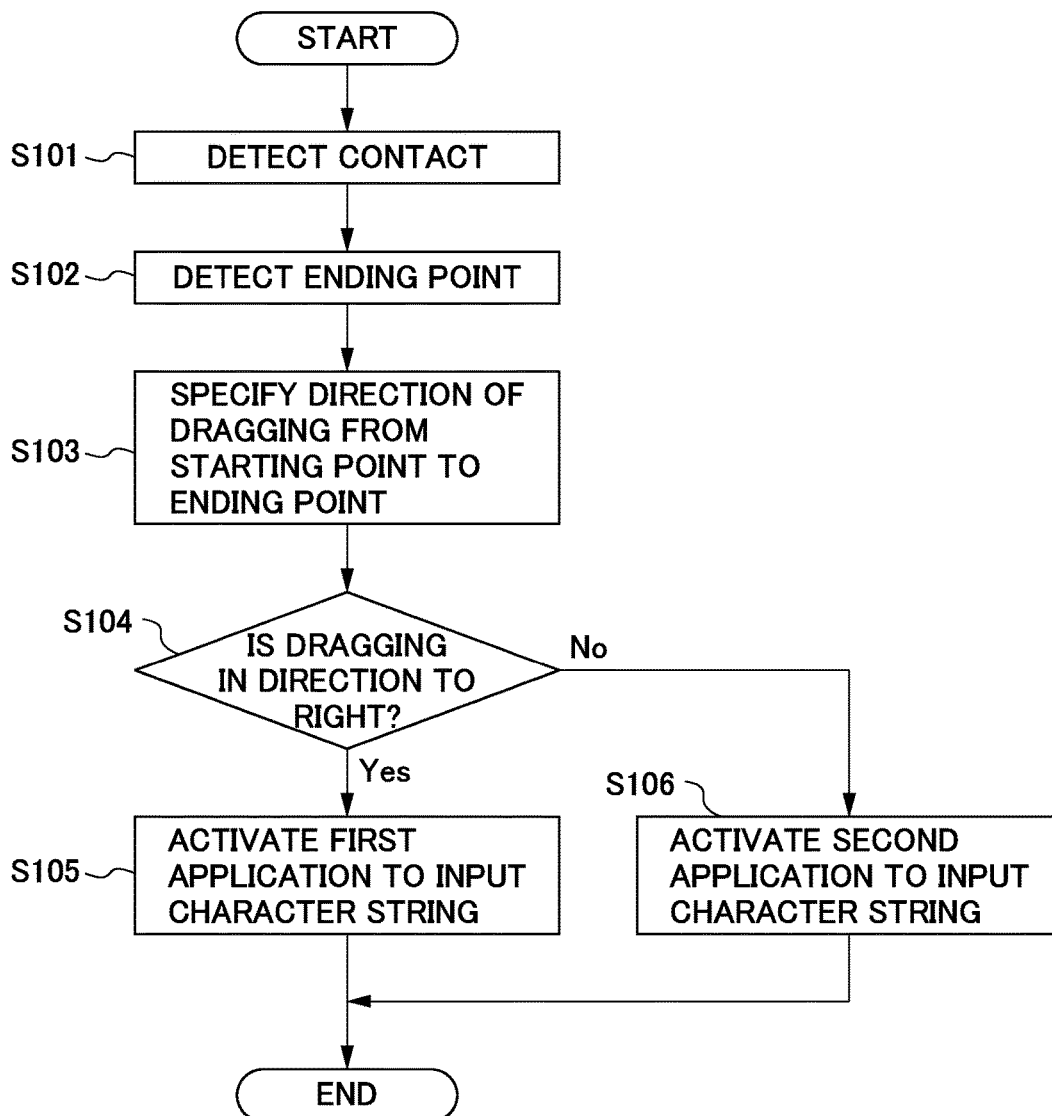 START
S101
DETECT CONTACT
S102
DETECT ENDING POINT
S103
SPECIFY DIRECTION OF
DRAGGING FROM
STARTING POINT TO
ENDING POINT
S104
IS DRAGGING
IN DIRECTION TO
RIGHT?
No
Yes
S105
ACTIVATE FIRST
APPLICATION TO INPUT
CHARACTER STRING
S106
ACTIVATE SECOND
APPLICATION TO INPUT
CHARACTER STRING
END